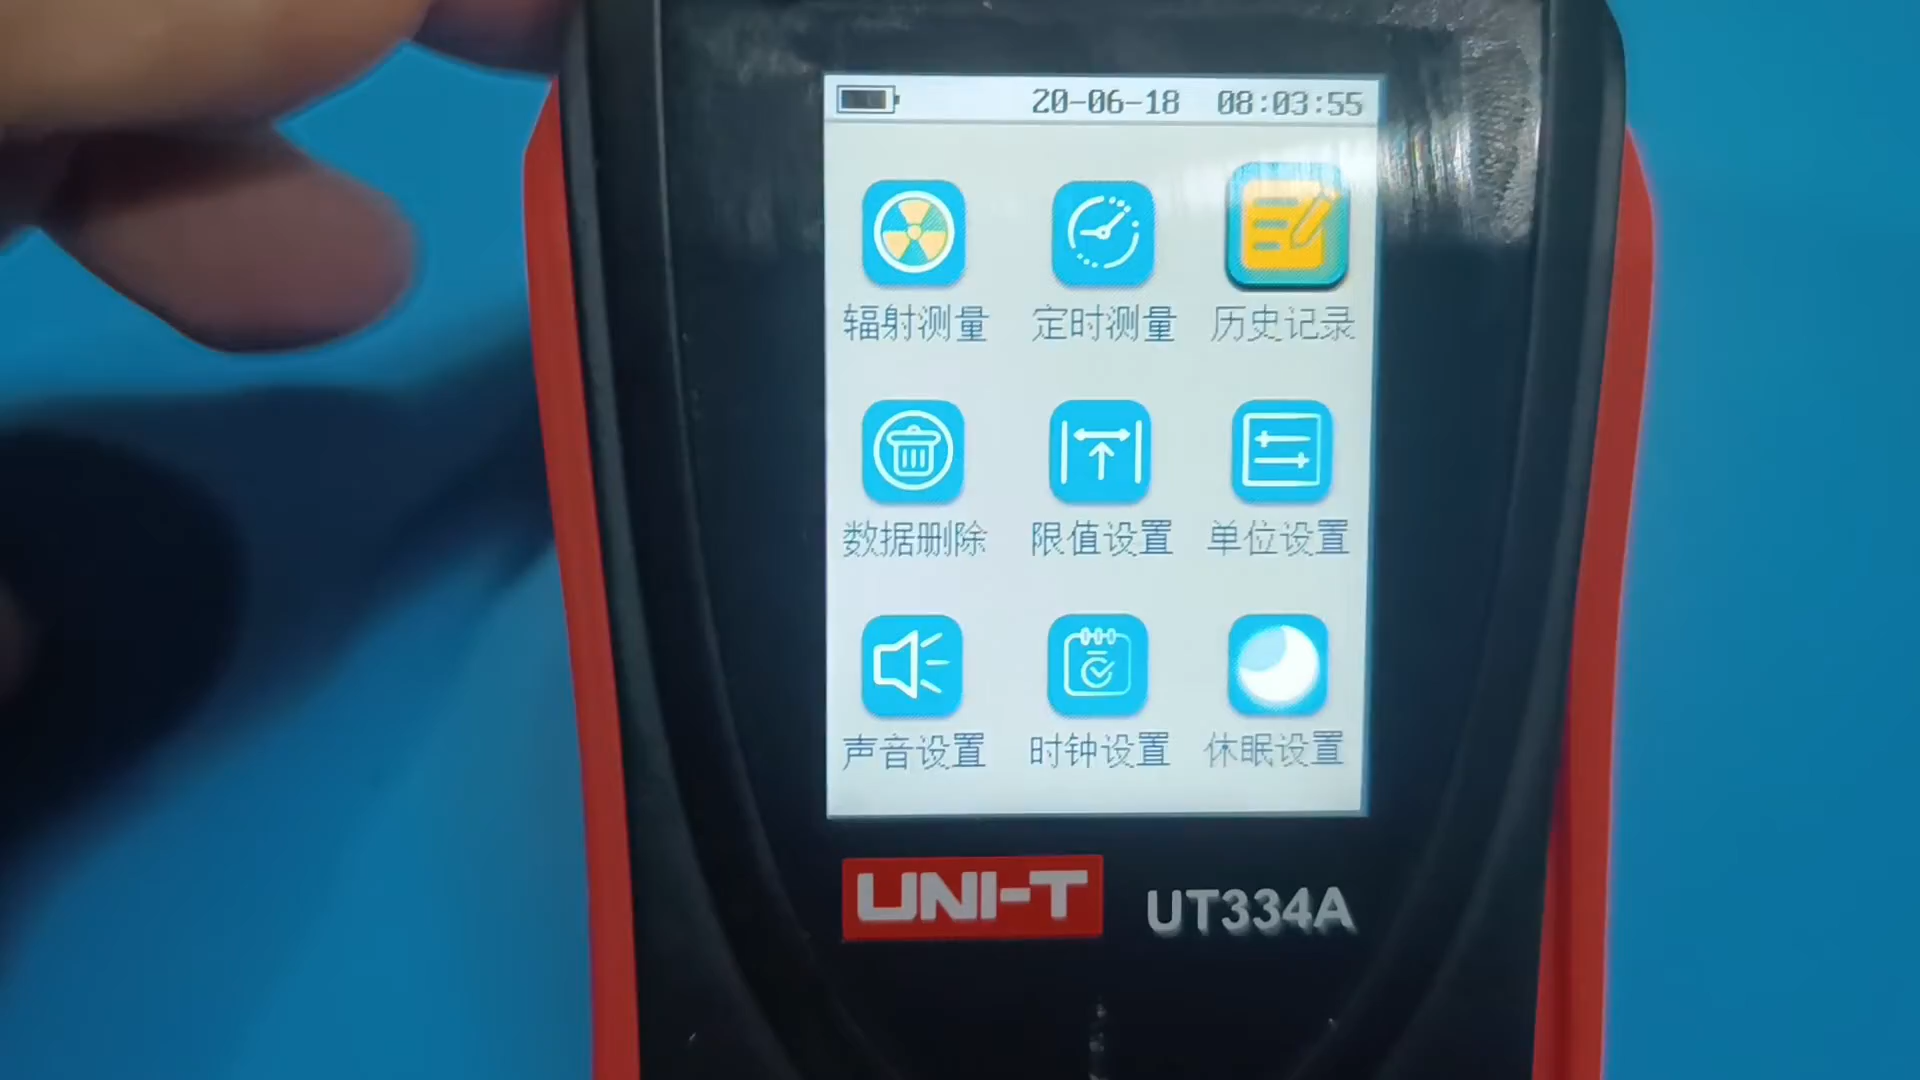 20-06-18 08:03:55
辐射测量 定时测量 历史记录
数据删除 限值设置 单位设置
声音设置 时钟设置 休眠设置
UNI-T UT334A